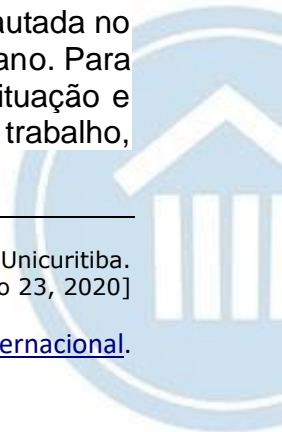 autada no
ano. Para
ituação e
trabalho,
Unicuritiba.
o 23, 2020]
ernacional.